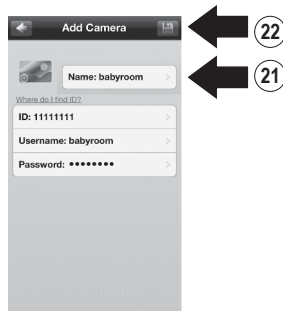 Add Camera
22
Name: babyroom
21
Where do I find ID?
ID: 11111111
Username: babyroom
Password: ••••••••